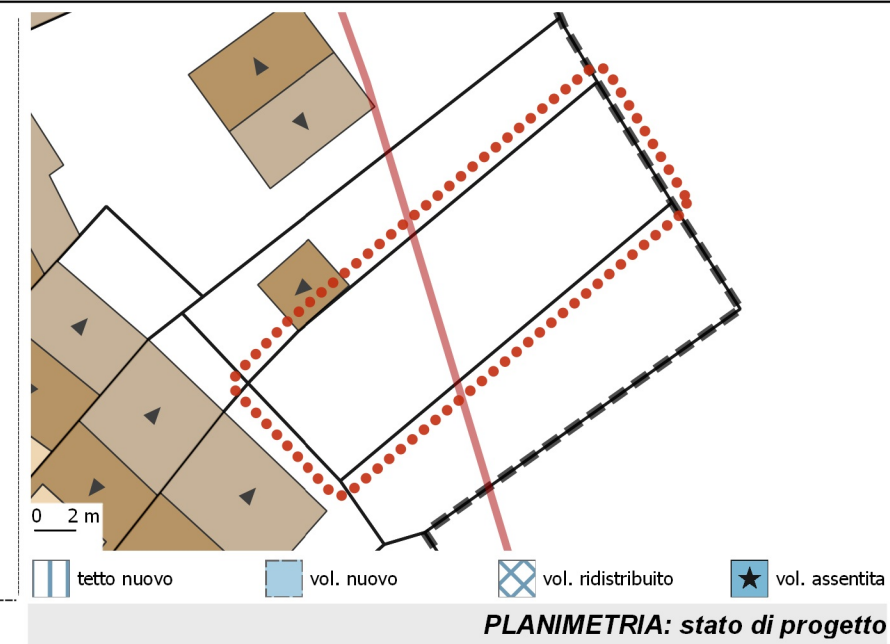 0 2 m
tetto nuovo
vol. nuovo
vol. ridistribuito
vol. assentita
PLANIMETRIA: stato di progetto